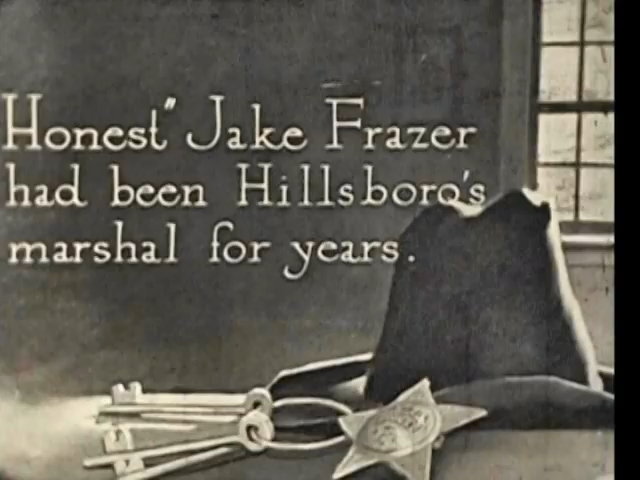 Honest" Jake Frazer
had been Hillsboro's
marshal for years.